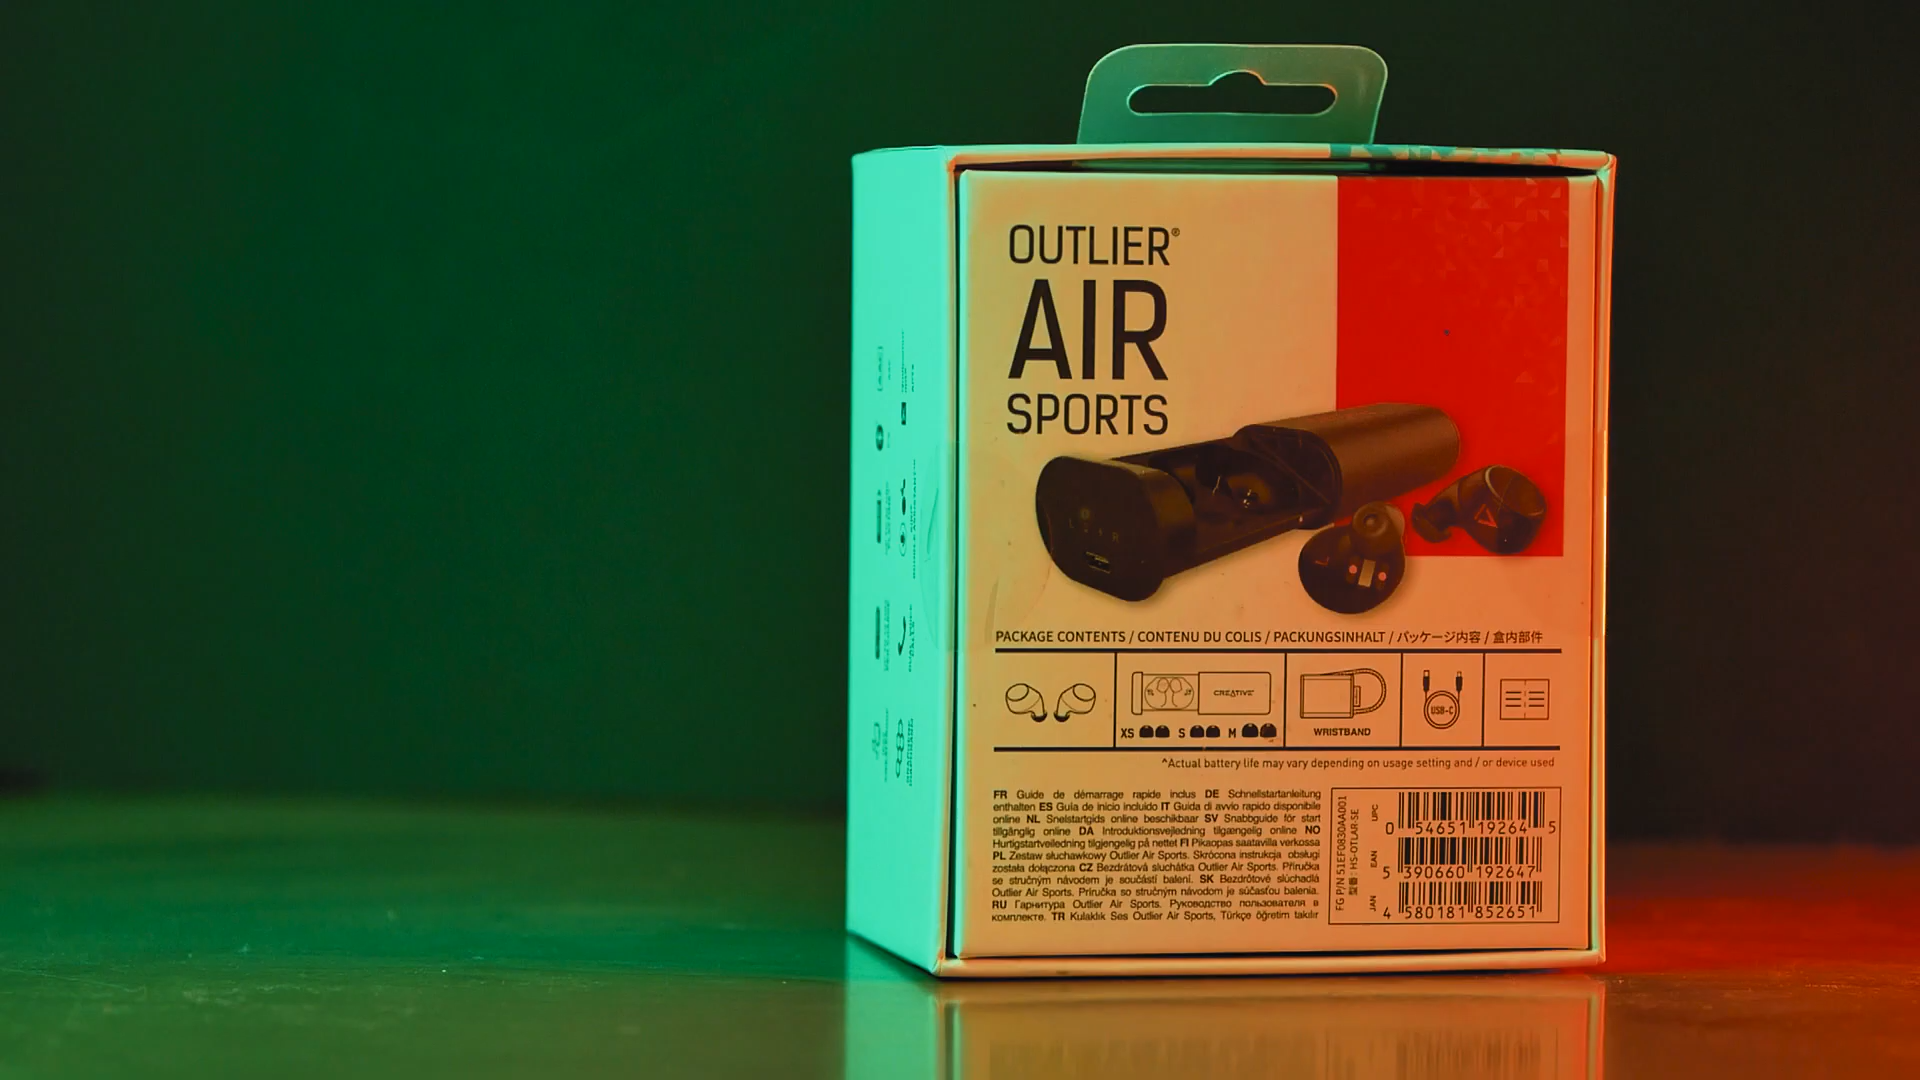 OUTLIER®
AIR
SPORTS
PACKAGE CONTENTS / CONTENU DU COLIS / PACKUNGSINHALT / パッケージ内容 / 盒内部件
CREATIVE
XS S M
WRISTBAND
USB-C
^Actual battery life may vary depending on usage setting and / or device used
FR Guide de démarrage rapide inclus DE Schnellstartanleitung
enthalten ES Guía de inicio incluido IT Guida di avvio rapido disponibile
online NL Snelstartgids online beschikbaar SV Snabbguide för start
tillgänglig online DA Introduktionsvejledning tilgængelig online NO
Hurtigstartveiledning tilgjengelig på nettet FI Pikaopas saatavilla verkossa
PL Zestaw słuchawkowy Outlier Air Sports. Skrócona instrukcja obsługi
została dołączona CZ Bezdrátová sluchátka Outlier Air Sports. Příručka
se stručným návodem je součástí balení. SK Bezdrôtové slúchadlá
Outlier Air Sports. Príručka so stručným návodom je súčasťou balenia.
RU Гарнитура Outlier Air Sports. Руководство пользователя в
комплекте. TR Kulaklık Ses Outlier Air Sports, Türkçe öğretim takılır
FG P/N 51EF0830AA001
型番: HS-OTLAR-SE
UPC
0 54651 19264 5
EAN
5 390660 192647
JAN
4 580181 852651
L